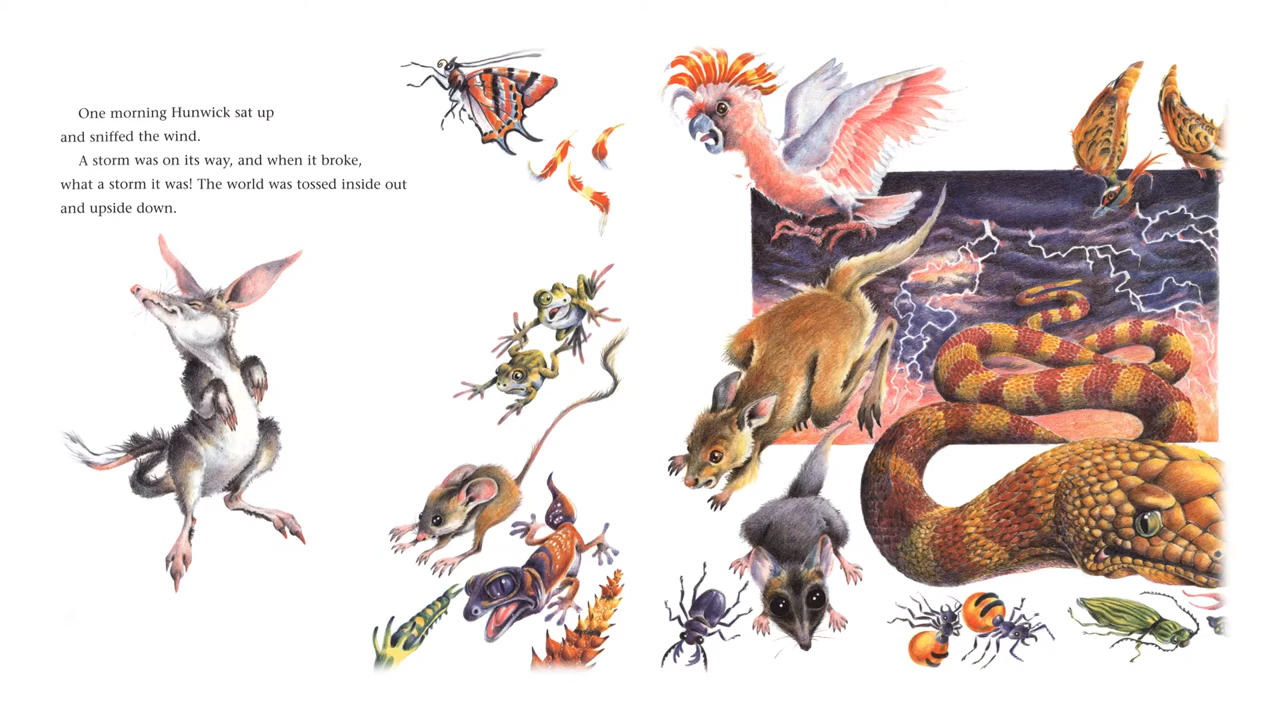 One morning Hunwick sat up
and sniffed the wind.
A storm was on its way, and when it broke,
what a storm it was! The world was tossed inside out
and upside down.